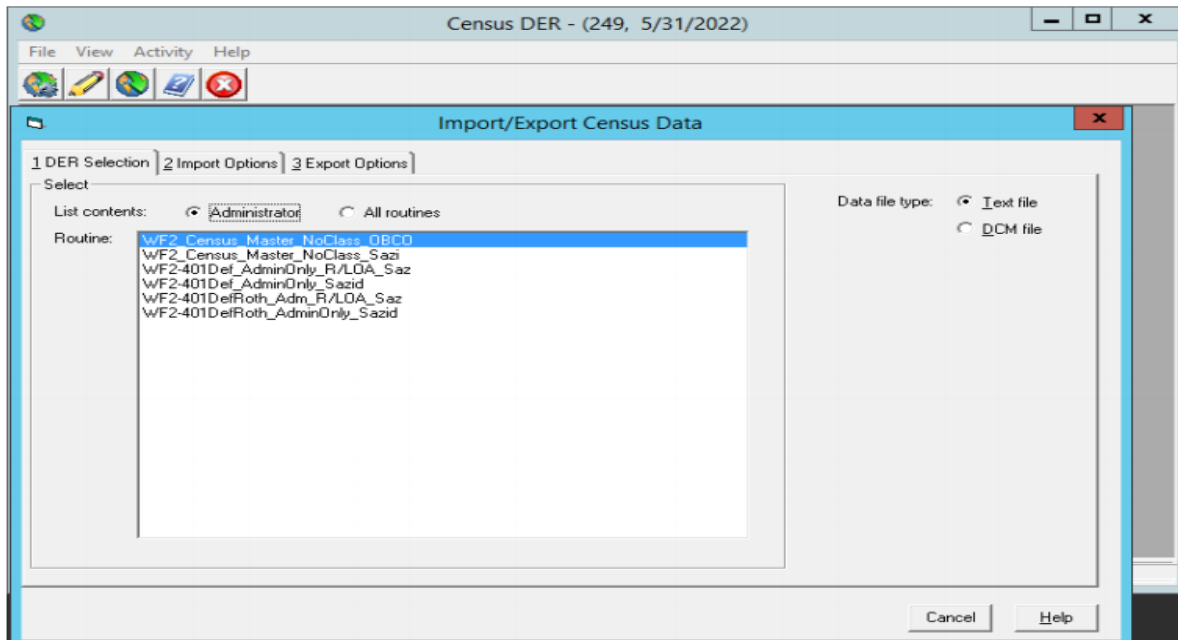 Census DER - (249, 5/31/2022)
File View Activity Help
Import/Export Census Data
1 DER Selection 2 Import Options 3 Export Options
Select
List contents: Administrator All routines
Data file type: Text file
DCM file
Routine:
WF2_Census_Master_NoClass_OBCO
WF2_Census_Master_NoClass_Sazi
WF2-401Def_AdminOnly_R/LOA_Saz
WF2-401Def_AdminOnly_Sazid
WF2-401DefRoth_Adm_R/LOA_Saz
WF2-401DefRoth_AdminOnly_Sazid
Cancel Help